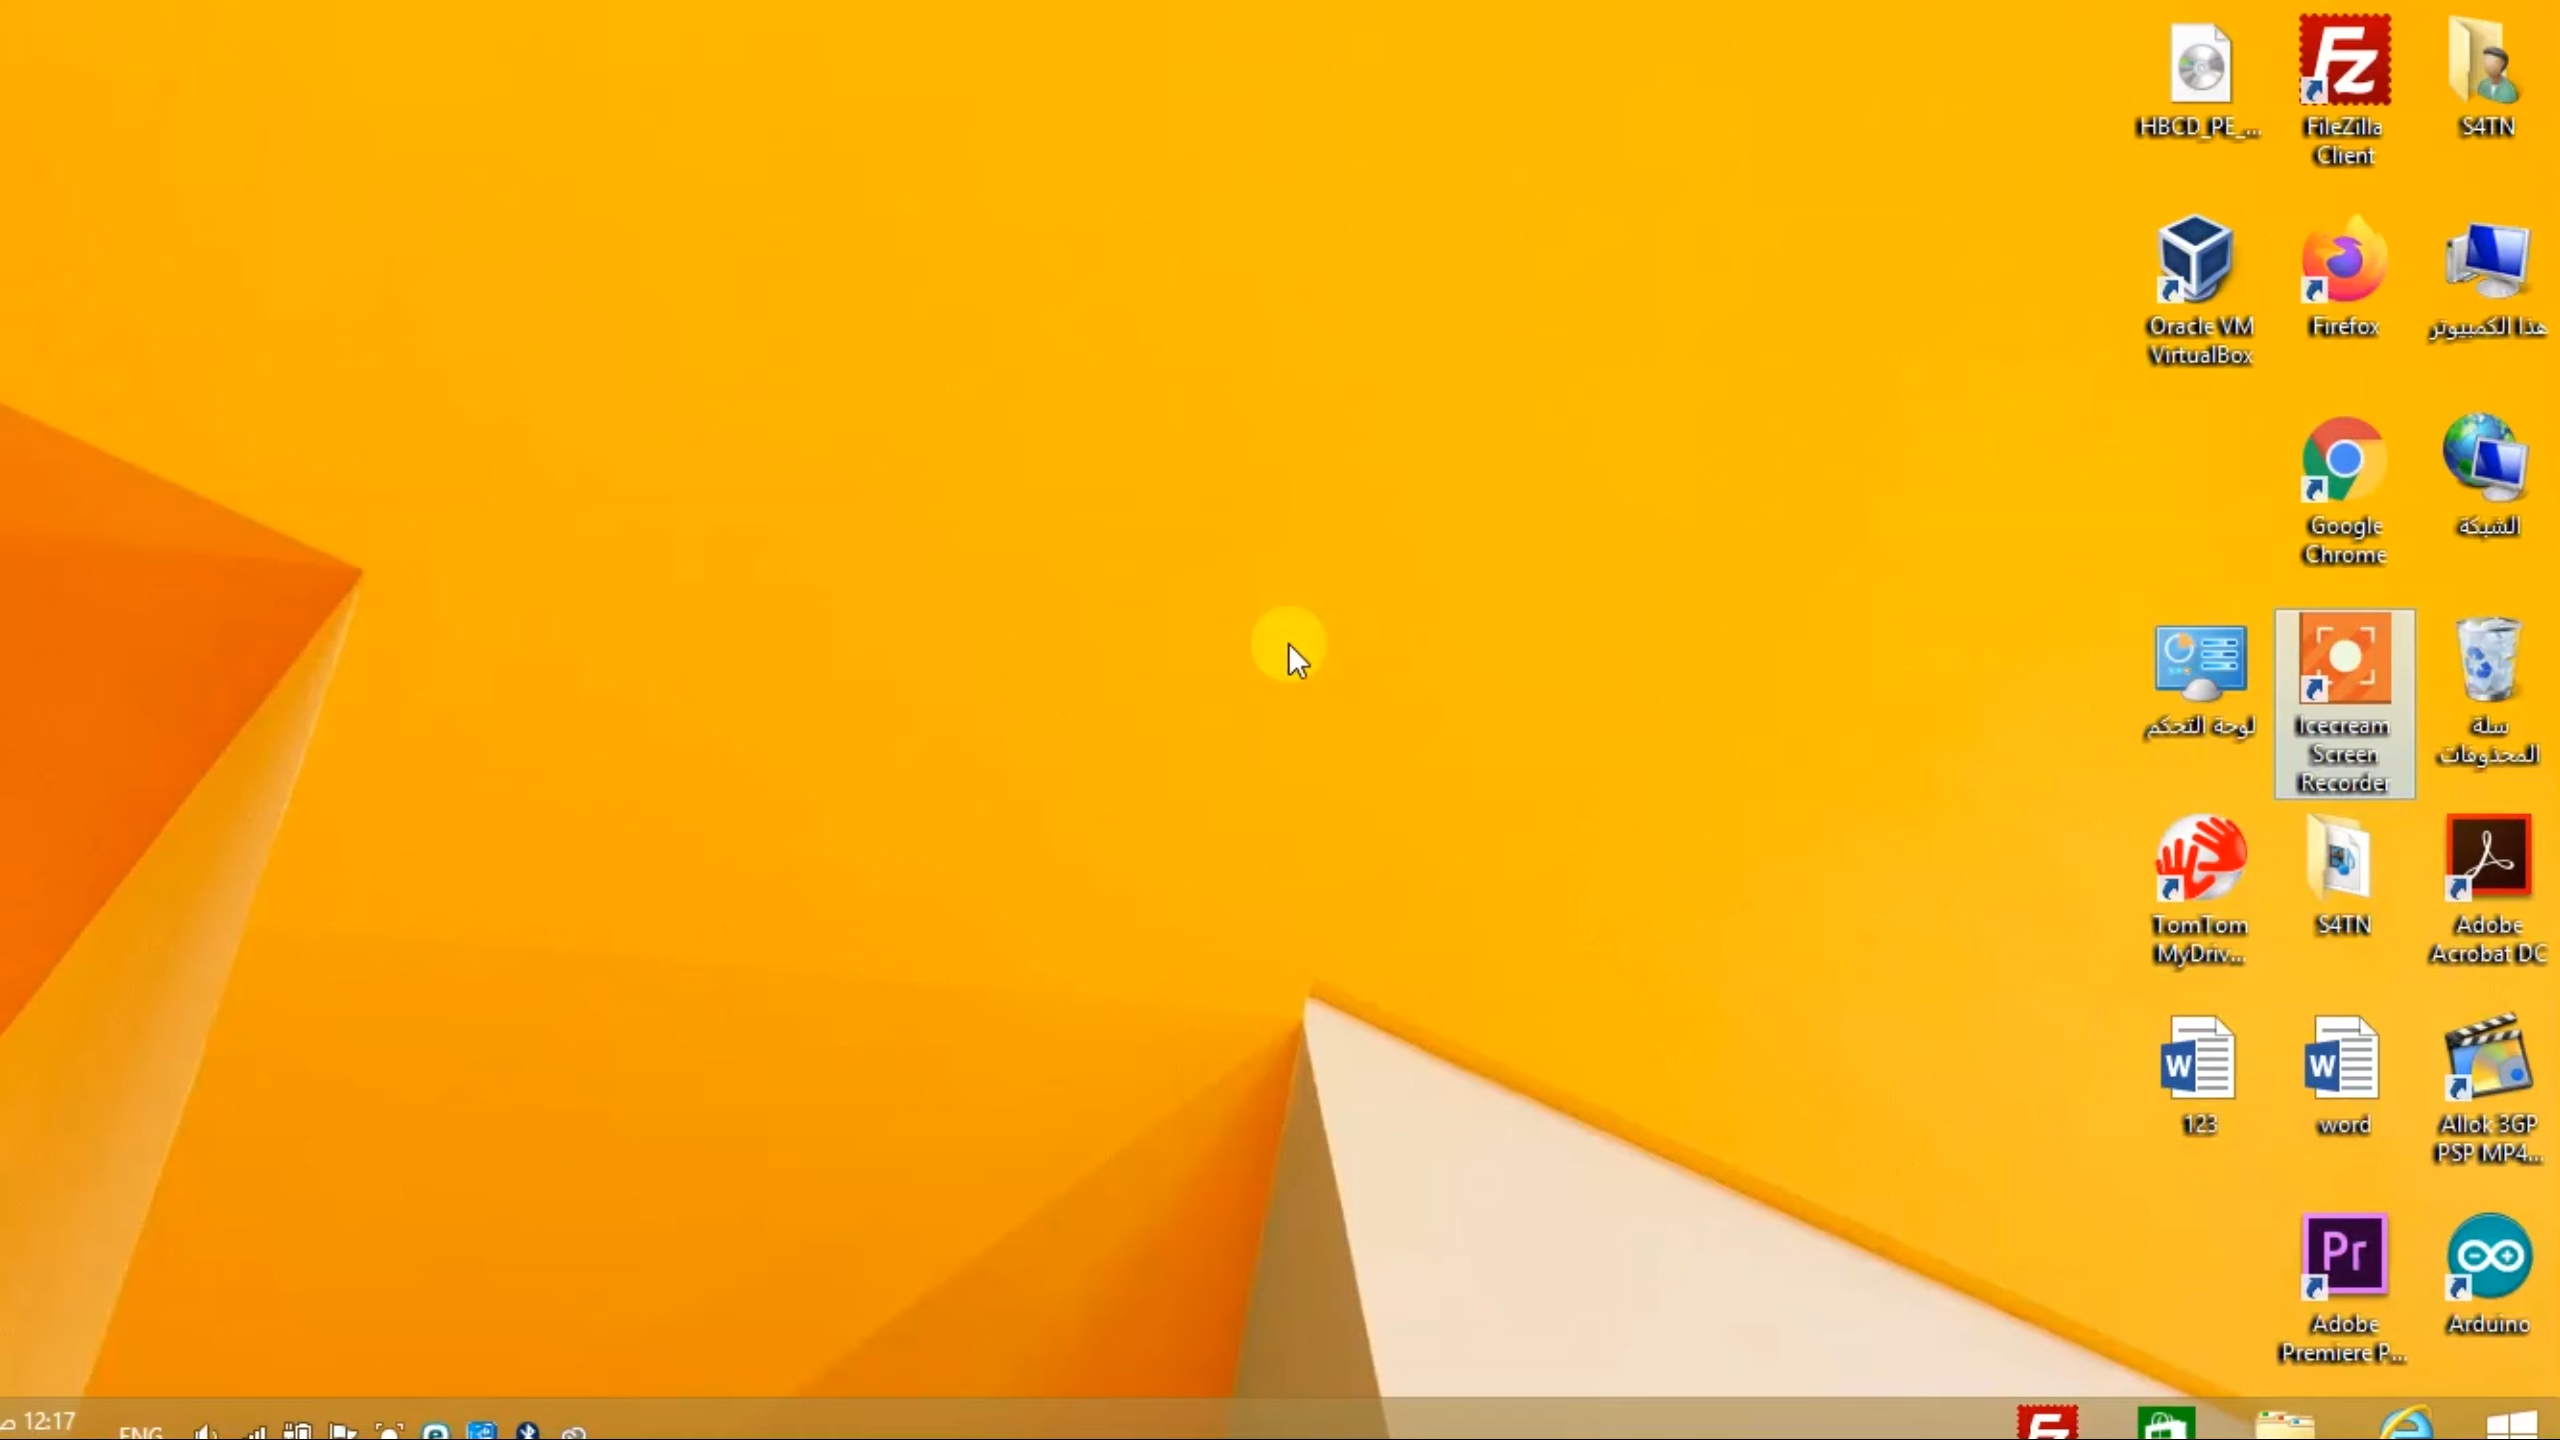 S4TN
هذا الكمبيوتر
الشبكة
سلة
المحذوفات
Adobe
Acrobat DC
Allok 3GP
PSP MP4...
Arduino
FileZilla
Client
Firefox
Google
Chrome
Icecream
Screen
Recorder
S4TN
word
Pr
Adobe
Premiere P...
HBCD_PE_...
Oracle VM
VirtualBox
لوحة التحكم
TomTom
MyDriv...
123
ENG
12:17 ص